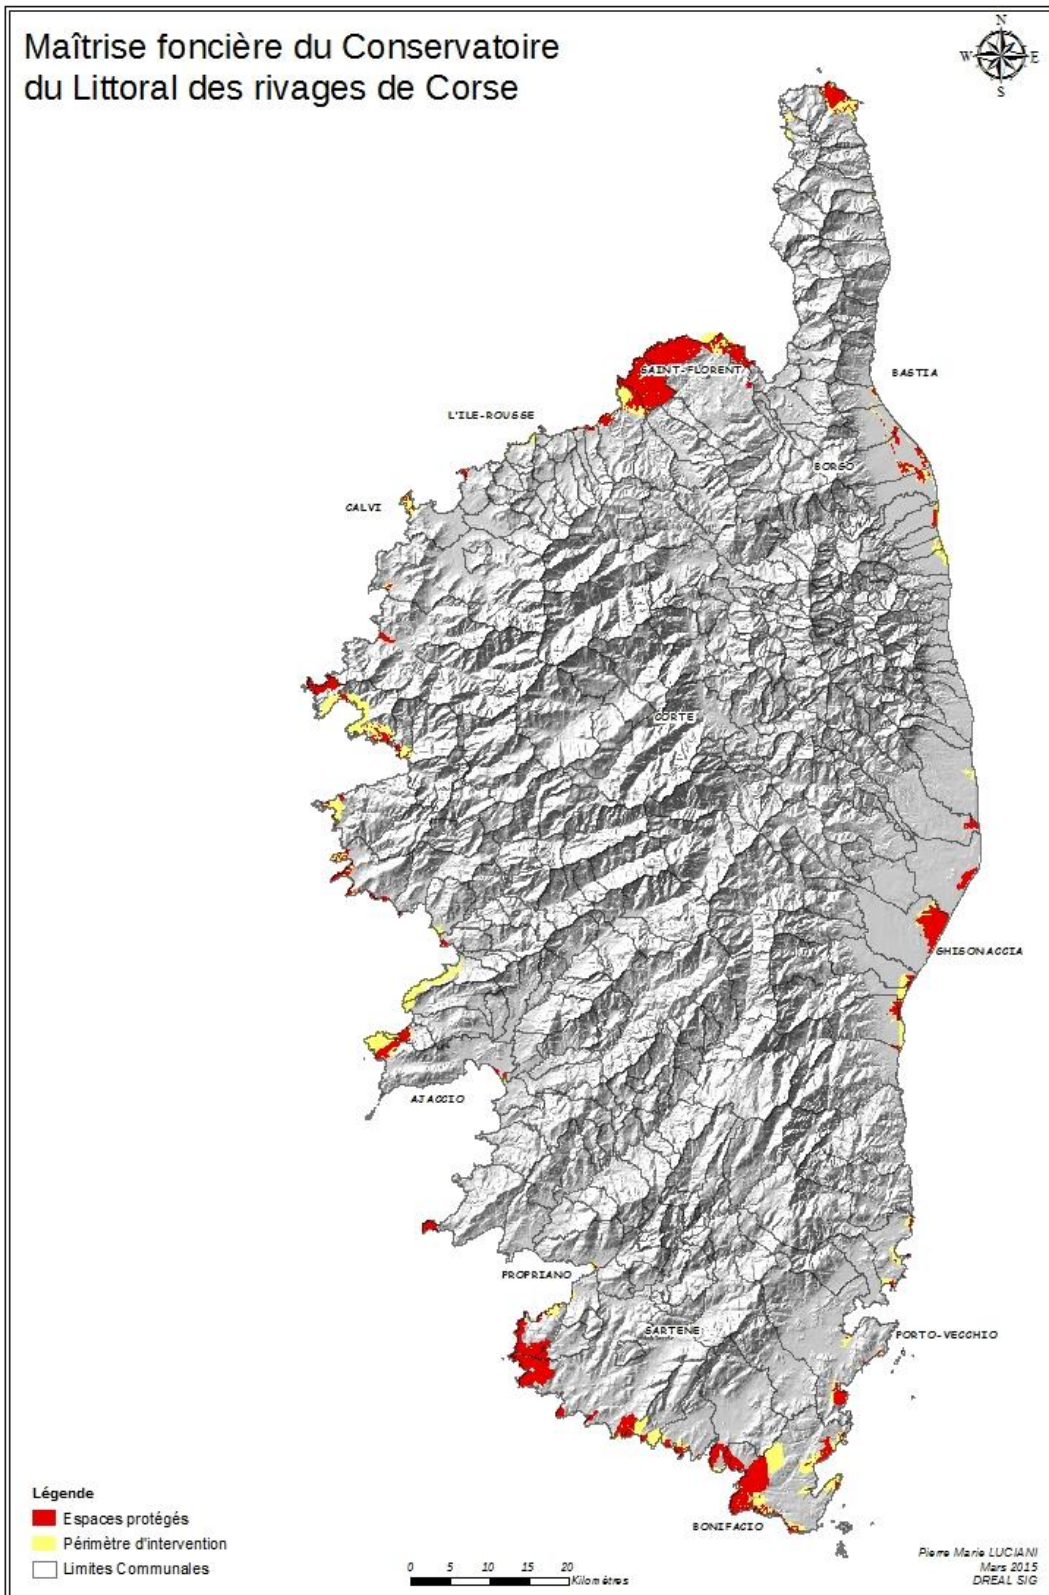 Maîtrise foncière du Conservatoire
du Littoral des rivages de Corse
N
W E
S
SAINT-FLORENT
BASTIA
L'ILE-ROUSSE
BORGO
CALVI
CORTE
GHISONACCIA
AJACCIO
PROPRIANO
SARTENE
PORTO-VECCHIO
BONIFACIO
Légende
Espaces protégés
Périmètre d'intervention
Limites Communales
0 5 10 15 20
Kilomètres
Pierre Marie LUCIANI
Mars 2015
DREAL SIG